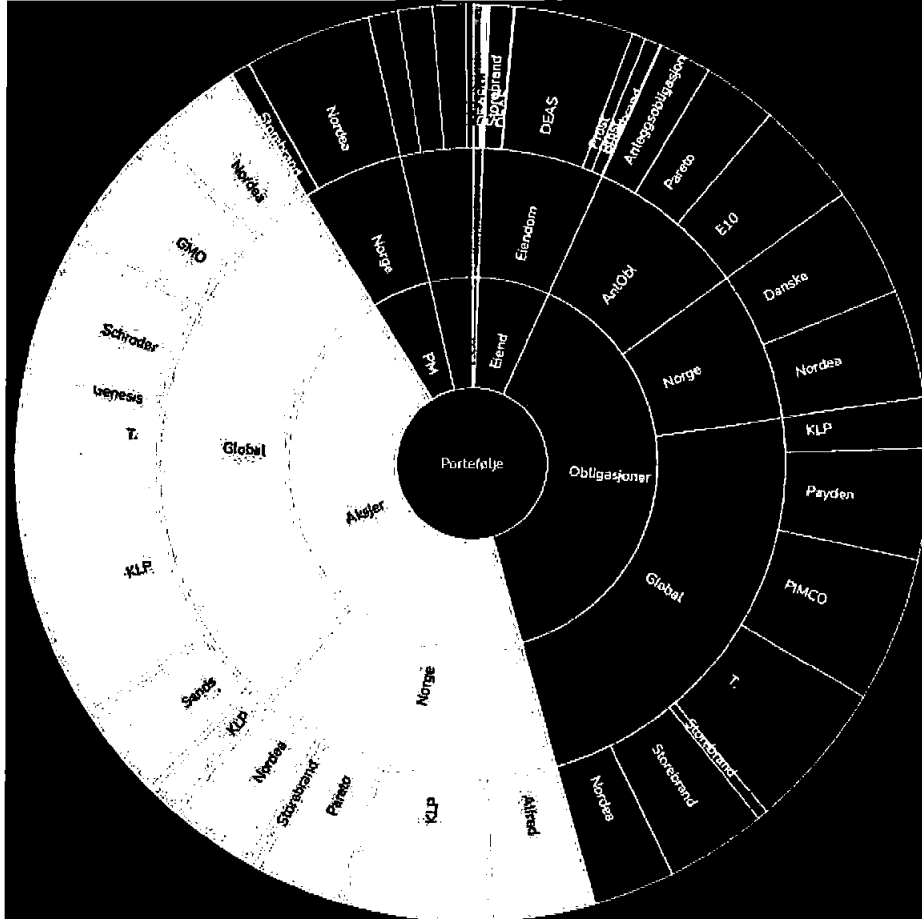 Portefølje
Obligasjoner
Aksjer
PM
Eiend
Eiendom
AntObl
Norge
Global
Norge
Global
Norge
DEAS
Storebrand
DEAS
Anleggsobligasjon
Pareto
E10
Danske
Nordea
KLP
Payden
PIMCO
T.
Storebrand
Storebrand
Nordea
Alfred
KLP
Pareto
Storebrand
Nordea
KLP
Sands
KLP
T.
Genesis
Schroder
GMO
Nordea
Storebrand
Nordea